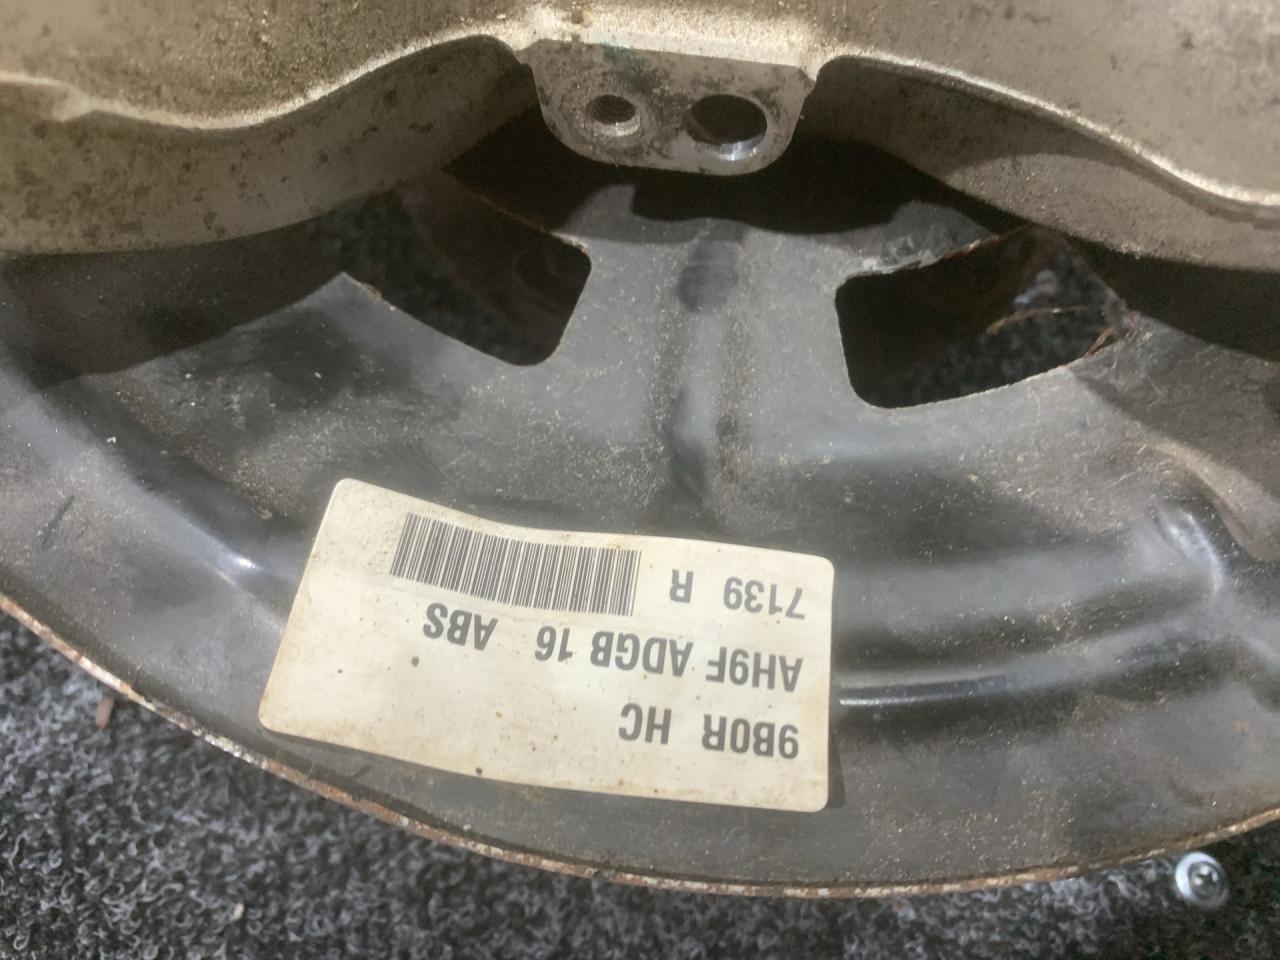 9B0R HC
AH9F ADGB 16 ABS
7139 R